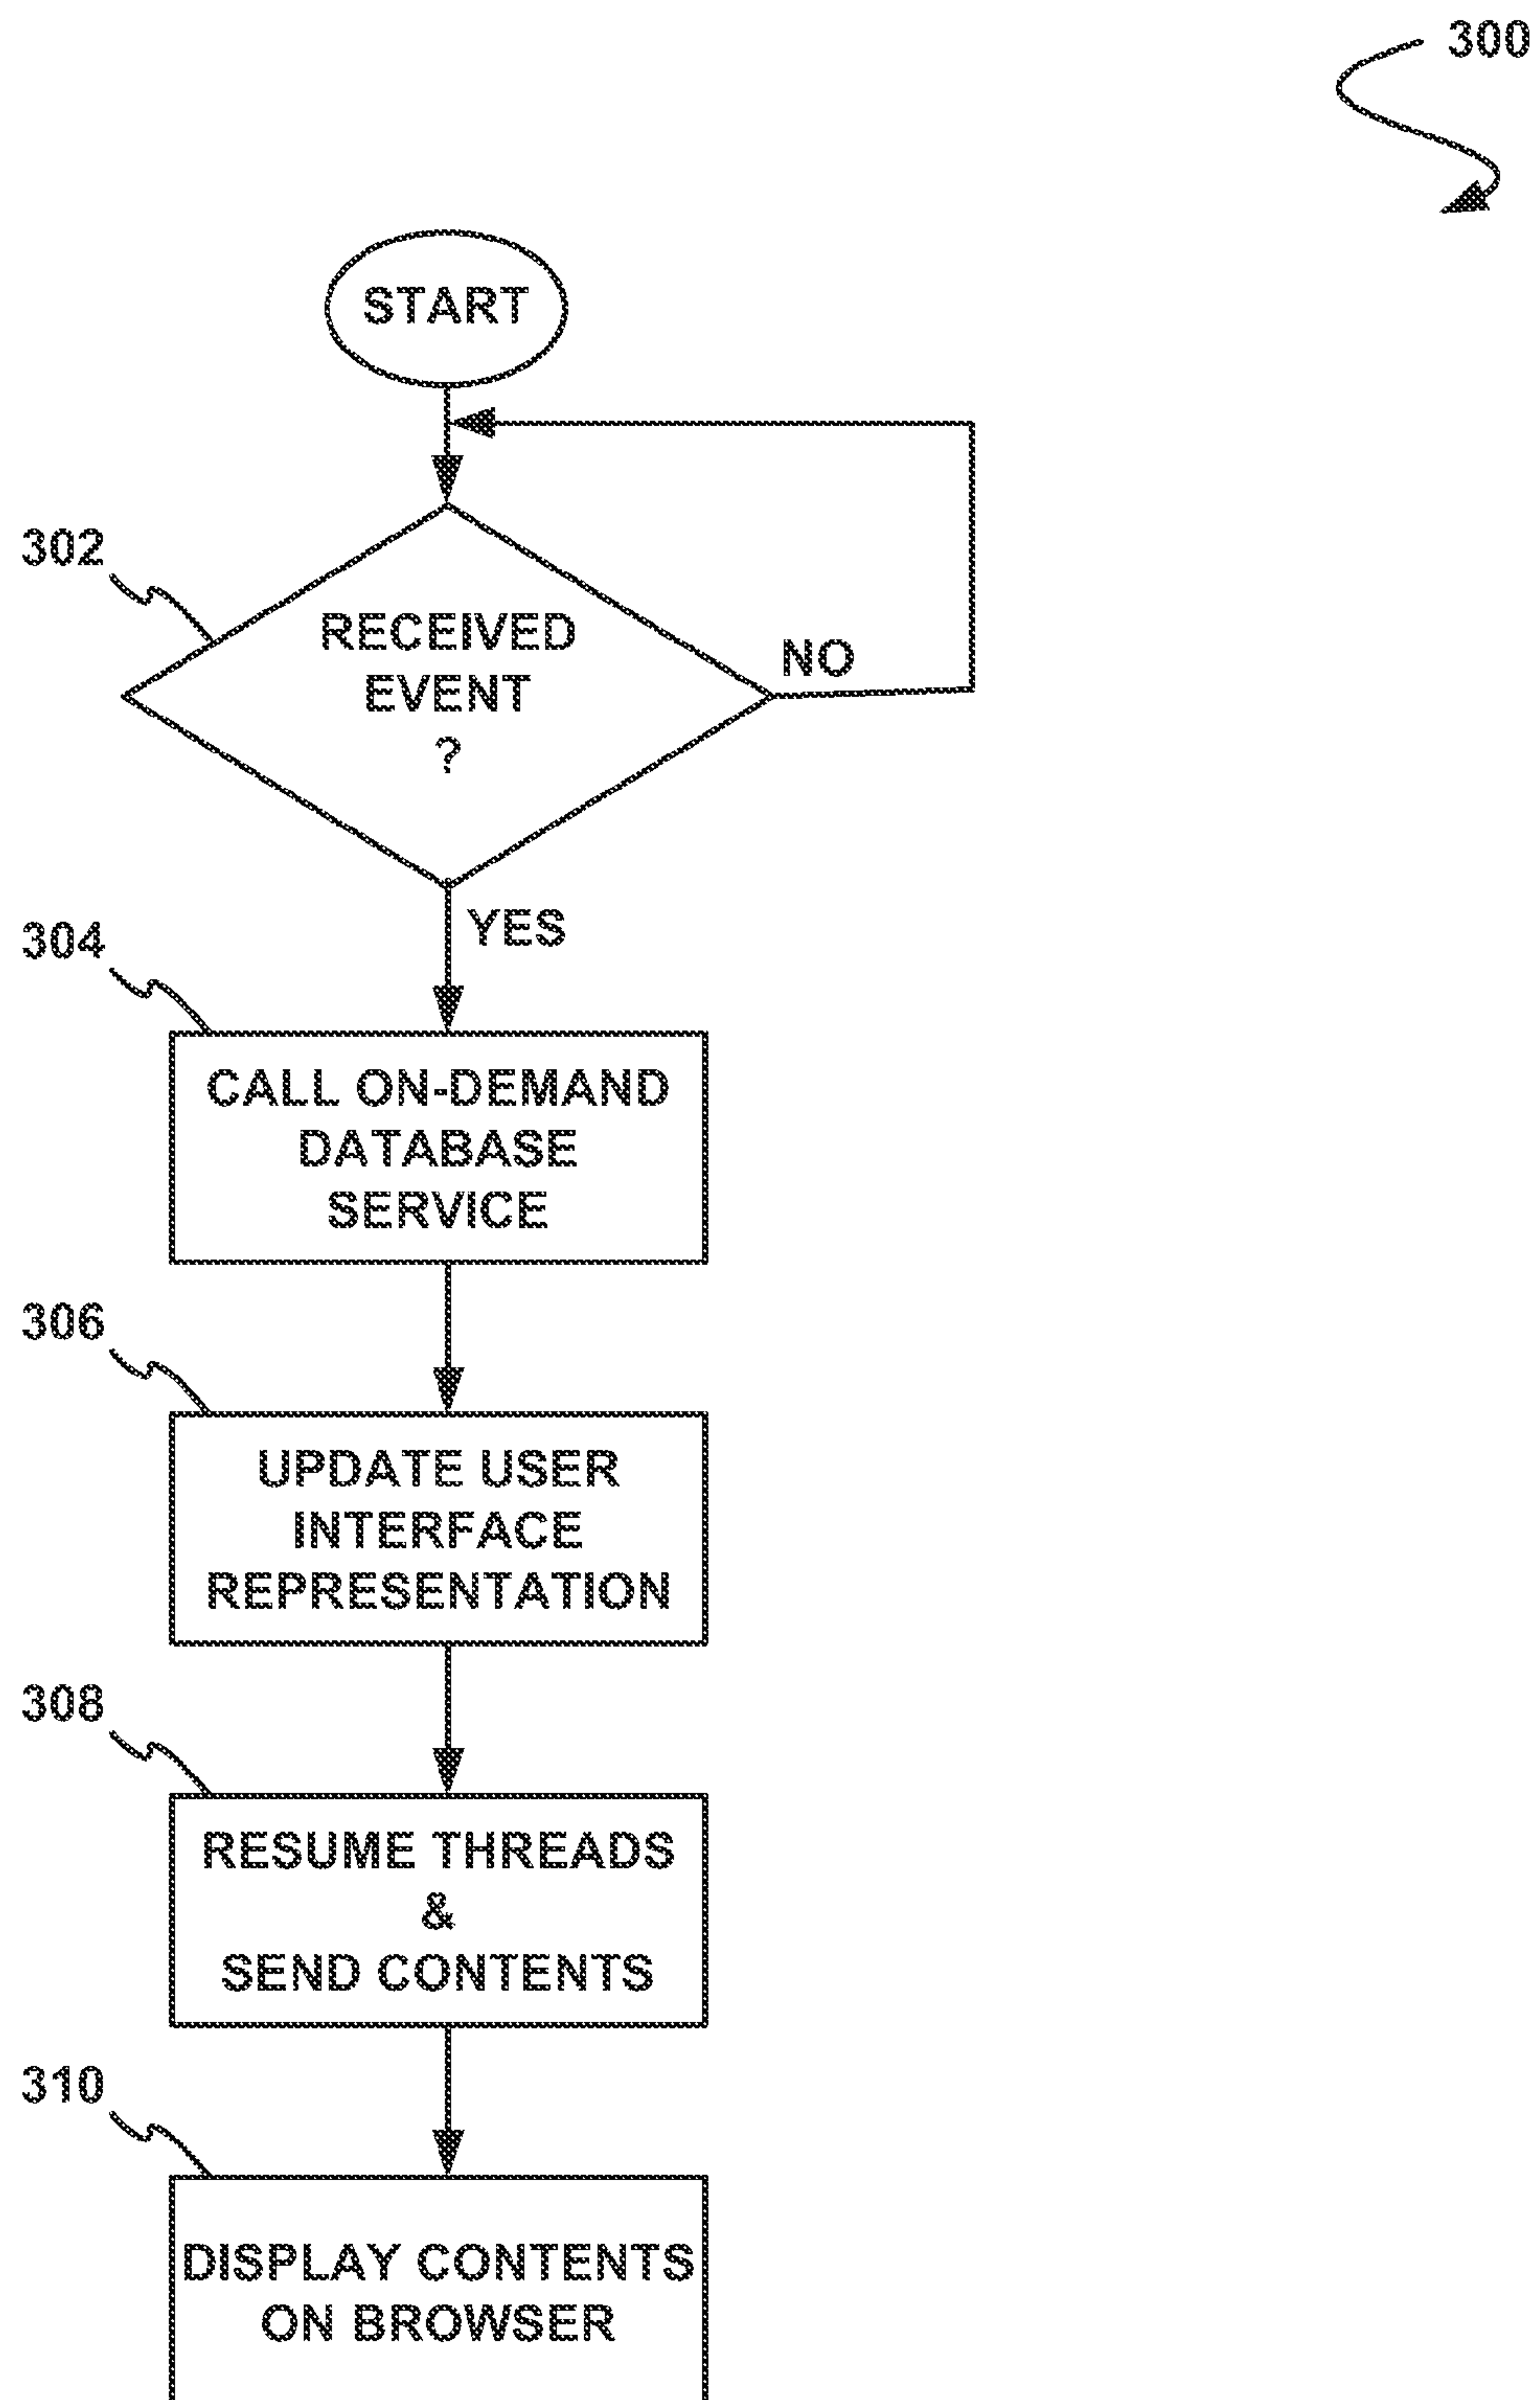 300
START
302
RECEIVED
EVENT
?
NO
YES
304
CALL ON-DEMAND
DATABASE
SERVICE
306
UPDATE USER
INTERFACE
REPRESENTATION
308
RESUME THREADS
&
SEND CONTENTS
310
DISPLAY CONTENTS
ON BROWSER